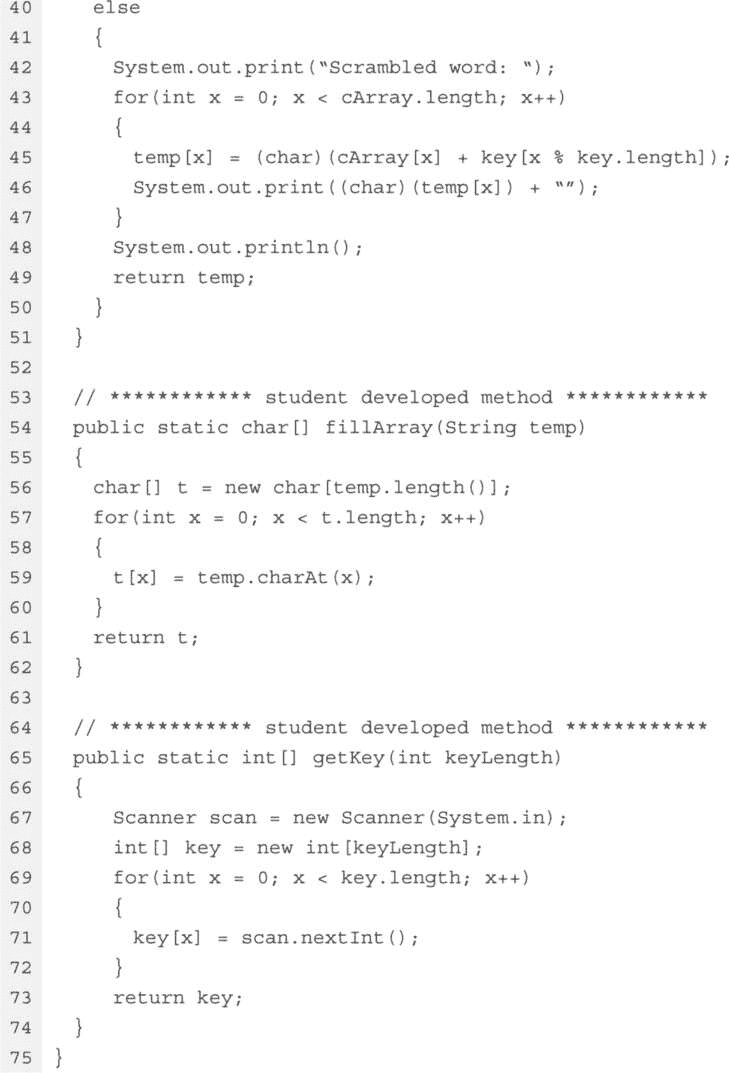 40 else
41 {
42 System.out.print(“Scrambled word: “);
43 for(int x = 0; x < cArray.length; x++)
44 {
45 temp[x] = (char)(cArray[x] + key[x % key.length]);
46 System.out.print((char)(temp[x]) + “”);
47 }
48 System.out.println();
49 return temp;
50 }
51 }
52
53 // ************ student developed method ************
54 public static char[] fillArray(String temp)
55 {
56 char[] t = new char[temp.length()];
57 for(int x = 0; x < t.length; x++)
58 {
59 t[x] = temp.charAt(x);
60 }
61 return t;
62 }
63
64 // ************ student developed method ************
65 public static int[] getKey(int keyLength)
66 {
67 Scanner scan = new Scanner(System.in);
68 int[] key = new int[keyLength];
69 for(int x = 0; x < key.length; x++)
70 {
71 key[x] = scan.nextInt();
72 }
73 return key;
74 }
75 }